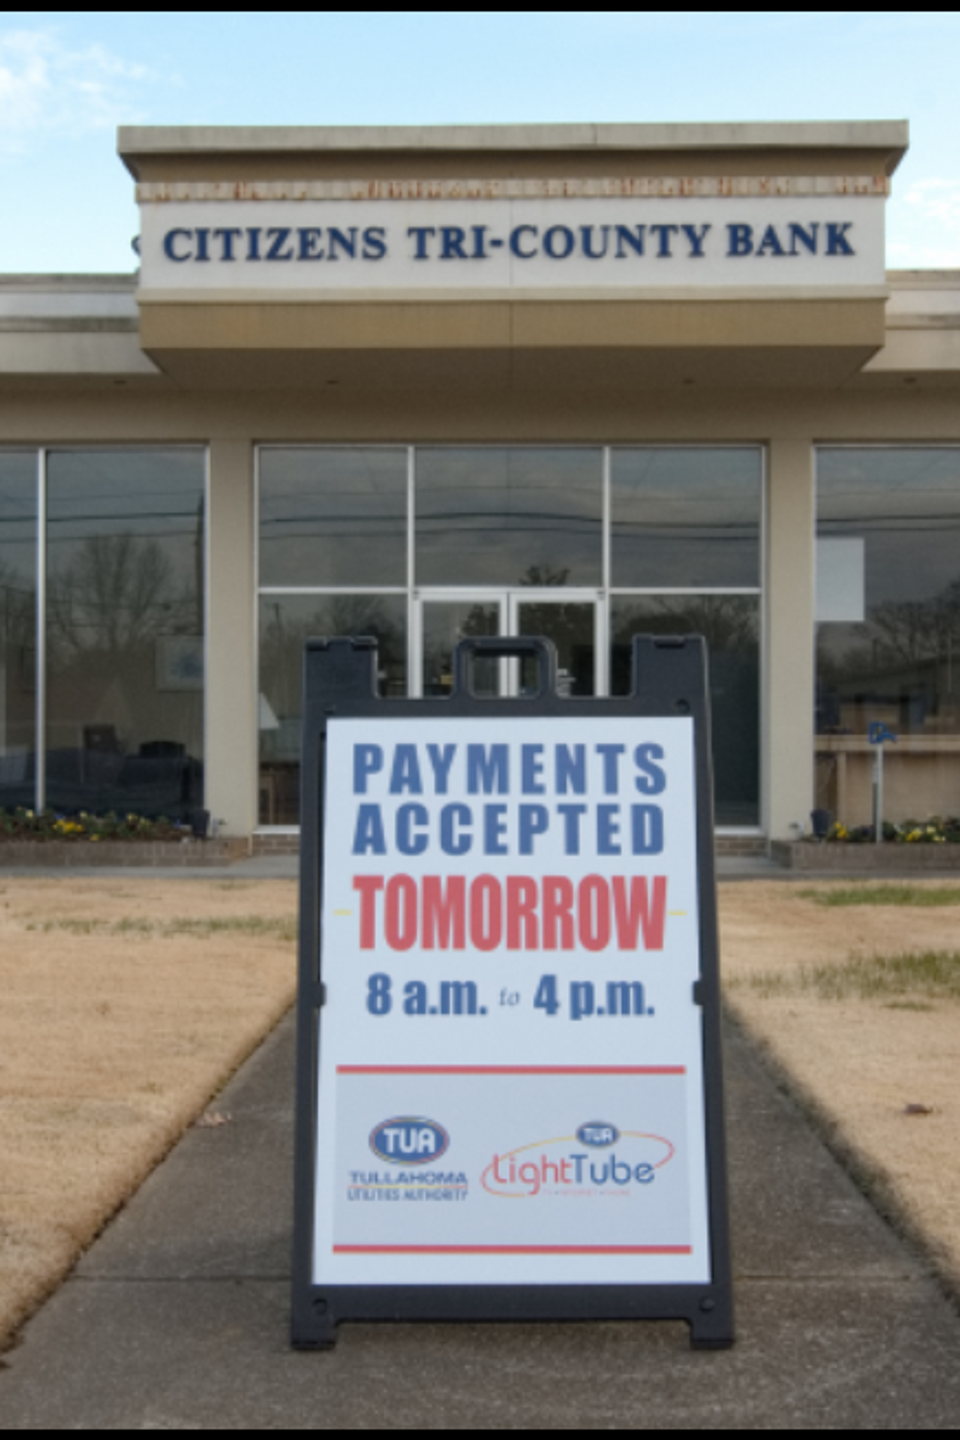 CITIZENS TRI-COUNTY BANK
PAYMENTS
ACCEPTED
TOMORROW
8 a.m. to 4 p.m.
TUA
TULLAHOMA
UTILITIES AUTHORITY
TUA
LightTube